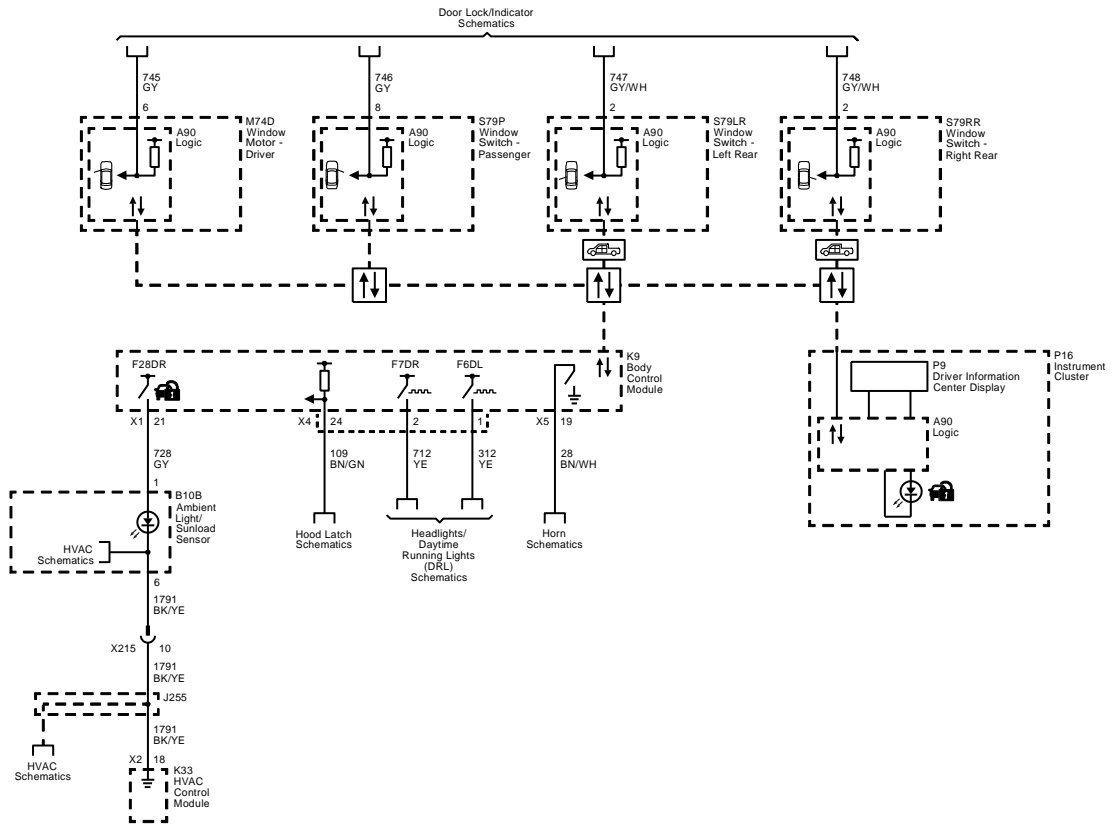 Door Lock/Indicator
Schematics
745
GY
6
746
GY
8
747
GY/WH
2
748
GY/WH
2
A90
Logic
M74D
Window
Motor -
Driver
A90
Logic
S79P
Window
Switch -
Passenger
A90
Logic
S79LR
Window
Switch -
Left Rear
A90
Logic
S79RR
Window
Switch -
Right Rear
F28DR
F7DR
F6DL
K9
Body
Control
Module
X1 21
X4 24
2
1
X5 19
728
GY
1
109
BN/GN
712
YE
312
YE
28
BN/WH
P9
Driver Information
Center Display
P16
Instrument
Cluster
A90
Logic
B10B
Ambient
Light/
Sunload
Sensor
HVAC
Schematics
6
Hood Latch
Schematics
Headlights/
Daytime
Running Lights
(DRL)
Schematics
Horn
Schematics
1791
BK/YE
X215 10
1791
BK/YE
J255
1791
BK/YE
HVAC
Schematics
X2 18
K33
HVAC
Control
Module